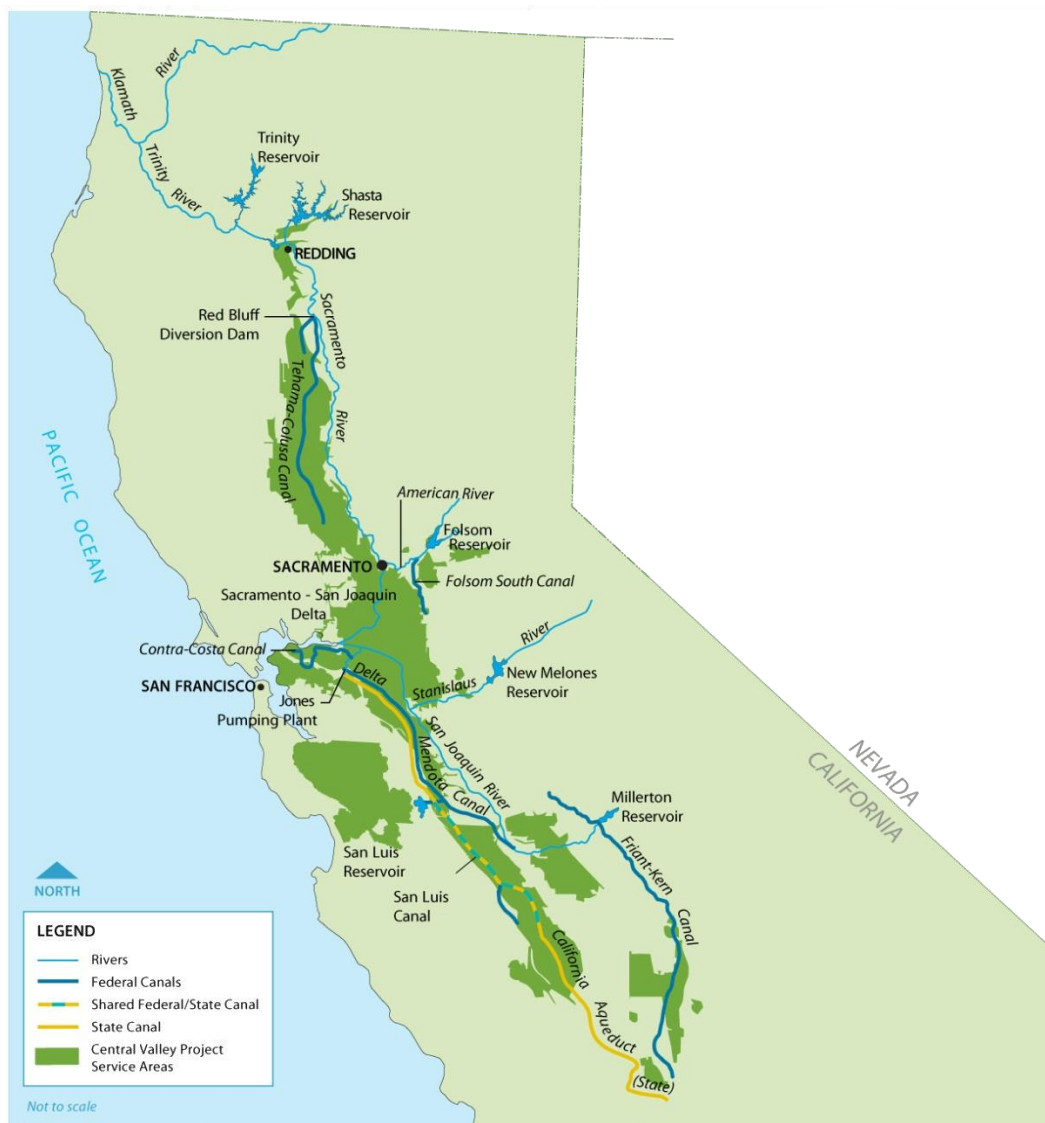 Klamath
River
Trinity
River
Trinity
Reservoir
Shasta
Reservoir
REDDING
Red Bluff
Diversion Dam
Sacramento
River
Tehama-Colusa Canal
PACIFIC OCEAN
American River
Folsom
Reservoir
SACRAMENTO
Folsom South Canal
Sacramento - San Joaquin
Delta
Contra-Costa Canal
SAN FRANCISCO
Jones
Pumping Plant
Delta
Mendota Canal
Stanislaus
River
New Melones
Reservoir
San Joaquin River
NEVADA
CALIFORNIA
Millerton
Reservoir
Friant-Kern
Canal
San Luis
Reservoir
San Luis
Canal
California
Aqueduct
(State)
NORTH
LEGEND
Rivers
Federal Canals
Shared Federal/State Canal
State Canal
Central Valley Project
Service Areas
Not to scale